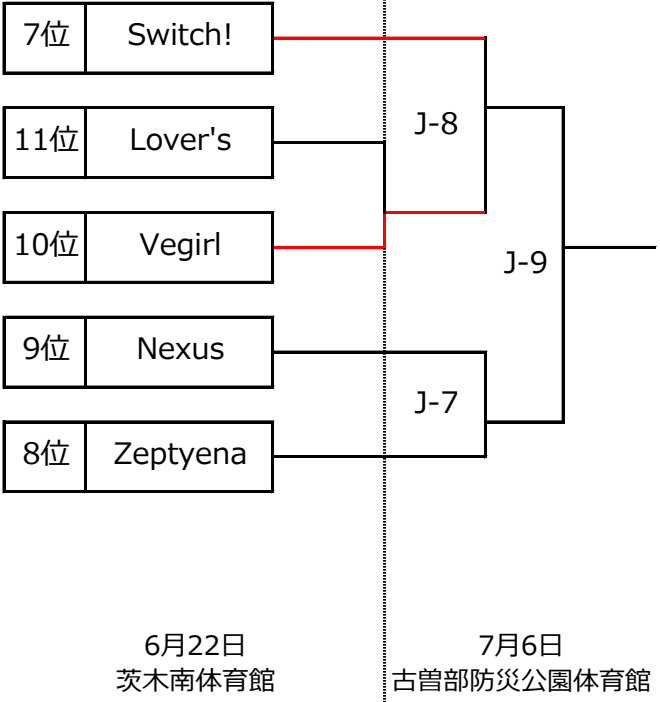 7位 Switch!
11位 Lover's
10位 Vegirl
9位 Nexus
8位 Zeptyena
J-8
J-9
J-7
6月22日
茨木南体育館
7月6日
古曽部防災公園体育館